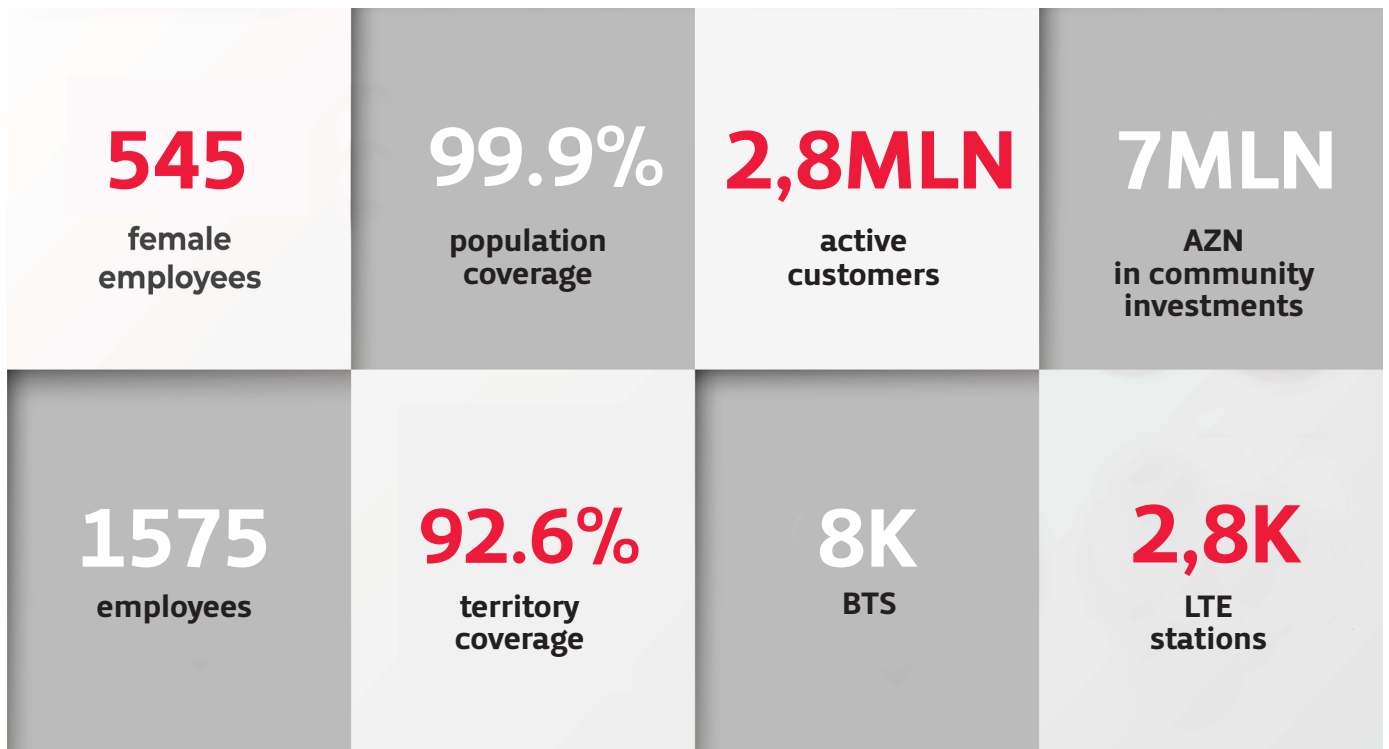 545
female
employees
99.9%
population
coverage
2,8MLN
active
customers
7MLN
AZN
in community
investments
1575
employees
92.6%
territory
coverage
8K
BTS
2,8K
LTE
stations